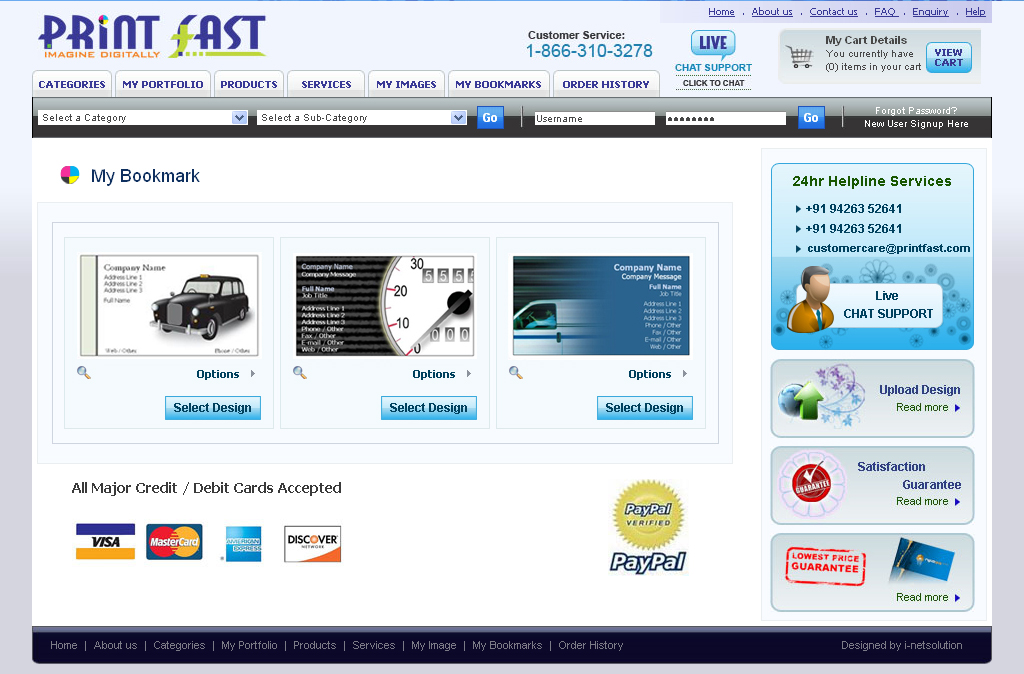 Home . About us . Contact us . FAQ . Enquiry . Help
PRINT FAST
IMAGINE DIGITALLY
Customer Service:
1-866-310-3278
LIVE
CHAT SUPPORT
CLICK TO CHAT
My Cart Details
You currently have
(0) items in your cart
VIEW CART
CATEGORIES MY PORTFOLIO PRODUCTS SERVICES MY IMAGES MY BOOKMARKS ORDER HISTORY
Select a Category Select a Sub-Category Go Username Go
Forgot Password?
New User Signup Here
My Bookmark
Company Name
Address Line 1
Address Line 2
Address Line 3
Full Name
Web / Other Phone / Other
Company Name
Company Message
Full Name
Job Title
Address Line 1
Address Line 2
Address Line 3
Phone / Other
Fax / Other
E-mail / Other
Web / Other
30
20
10
0
5 5 5
0 0 0
Company Name
Company Message
Full Name
Job Title
Address Line 1
Address Line 2
Address Line 3
Phone / Other
Fax / Other
E-mail / Other
Web / Other
Options Options Options
Select Design Select Design Select Design
All Major Credit / Debit Cards Accepted
VISA MasterCard AMERICAN EXPRESS DISCOVER NETWORK
PayPal
VERIFIED
PayPal
24hr Helpline Services
+91 94263 52641
+91 94263 52641
customercare@printfast.com
Live
CHAT SUPPORT
Upload Design
Read more
GUARANTEE
Satisfaction
Guarantee
Read more
LOWEST PRICE
GUARANTEE
Read more
Home | About us | Categories | My Portfolio | Products | Services | My Image | My Bookmarks | Order History
Designed by i-netsolution